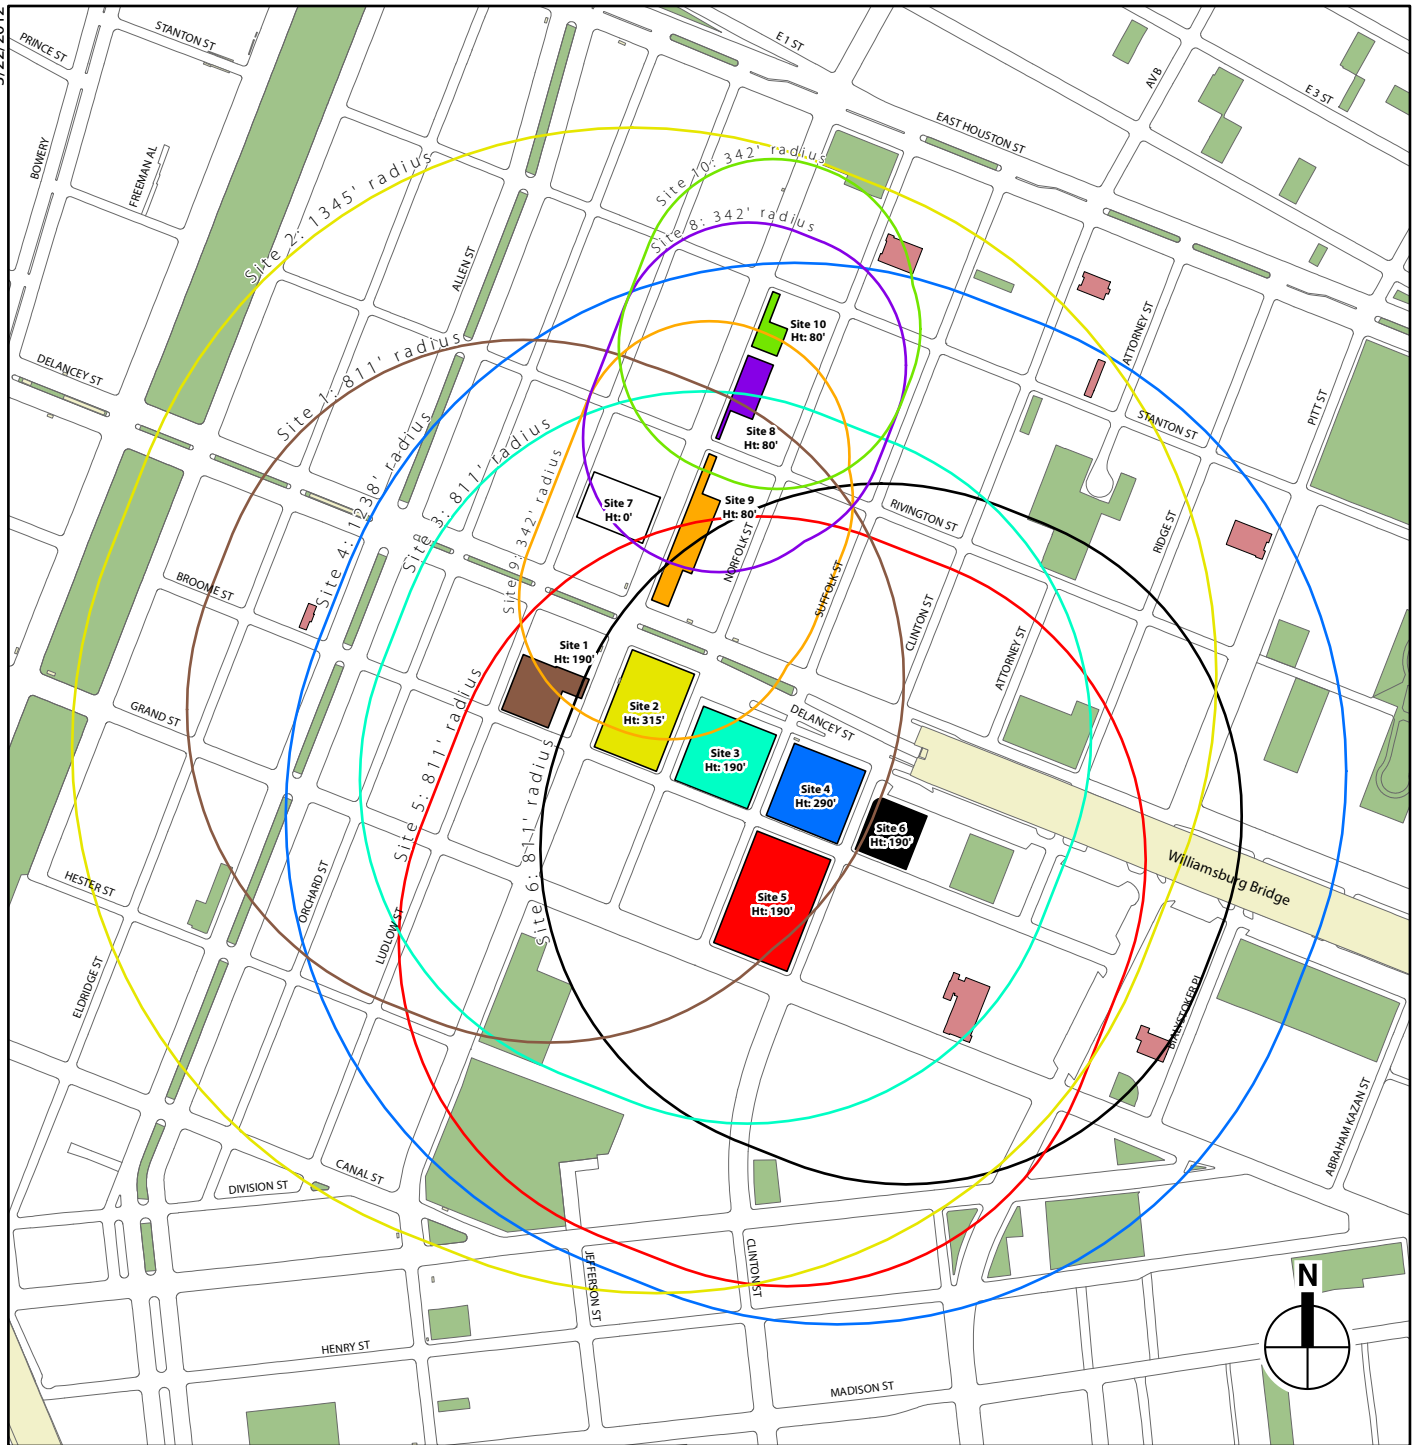 PRINCE ST
STANTON ST
E 1 ST
AV B
E 3 ST
BOWERY
FREEMAN AL
EAST HOUSTON ST
Site 2: 1345' radius
Site 10: 342' radius
Site 8: 342' radius
ALLEN ST
ATTORNEY ST
Site 10
Ht: 80'
DELANCEY ST
Site 1: 811' radius
PITT ST
STANTON ST
Site 4: 1238' radius
Site 3: 811' radius
Site 9: 342' radius
Site 8
Ht: 80'
Site 7
Ht: 0'
Site 9
Ht: 80'
RIVINGTON ST
RIDGE ST
NORFOLK ST
SUFFOLK ST
BROOME ST
CLINTON ST
ATTORNEY ST
Site 1
Ht: 190'
Site 2
Ht: 315'
GRAND ST
DELANCEY ST
Site 3
Ht: 190'
Site 4
Ht: 290'
Site 5: 811' radius
Site 6: 811' radius
Site 6
Ht: 190'
Williamsburg Bridge
HESTER ST
ORCHARD ST
LUDLOW ST
Site 5
Ht: 190'
ELDRIDGE ST
BIALYSTOKER PL
ABRAHAM KAZAN ST
CANAL ST
DIVISION ST
JEFFERSON ST
CLINTON ST
N
HENRY ST
MADISON ST